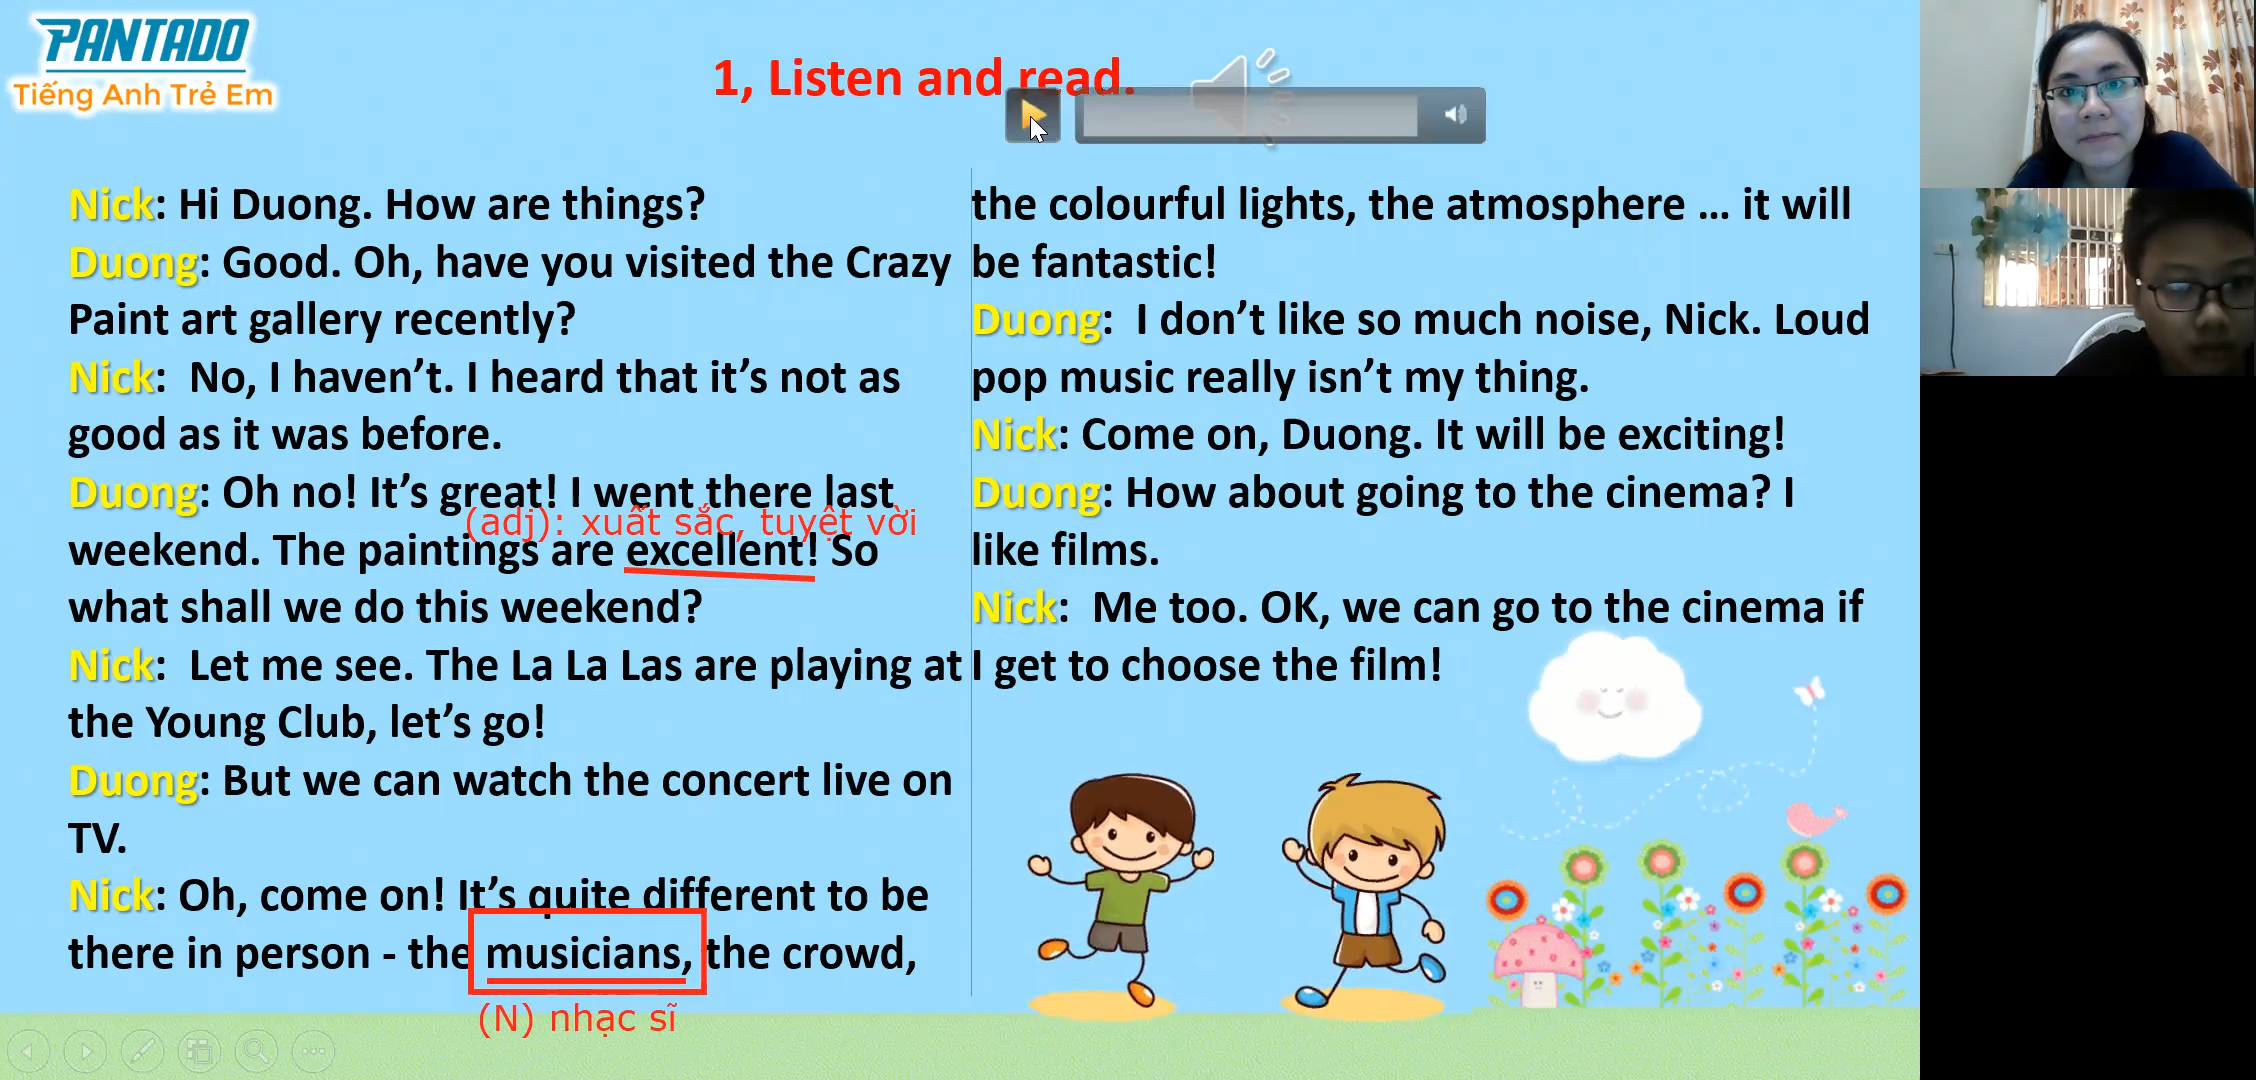 PANTADO
Tiếng Anh Trẻ Em
1, Listen and read.
Nick: Hi Duong. How are things?
Duong: Good. Oh, have you visited the Crazy
Paint art gallery recently?
Nick: No, I haven't. I heard that it's not as
good as it was before.
Duong: Oh no! It's great! I went there last
(adj): xuất sắc, tuyệt vời
weekend. The paintings are excellent! So
what shall we do this weekend?
Nick: Let me see. The La La Las are playing at
the Young Club, let's go!
Duong: But we can watch the concert live on
TV.
Nick: Oh, come on! It's quite different to be
there in person - the musicians, the crowd,
(N) nhạc sĩ
the colourful lights, the atmosphere ... it will
be fantastic!
Duong: I don't like so much noise, Nick. Loud
pop music really isn't my thing.
Nick: Come on, Duong. It will be exciting!
Duong: How about going to the cinema? I
like films.
Nick: Me too. OK, we can go to the cinema if
I get to choose the film!